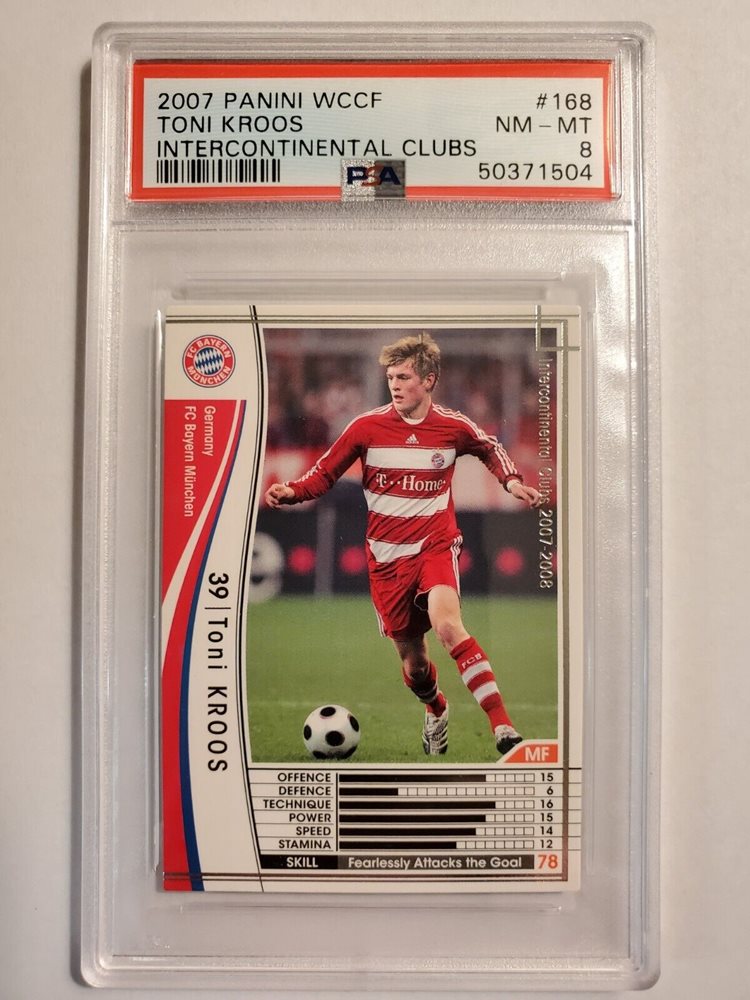 2007 PANINI WCCF #168
TONI KROOS NM - MT
INTERCONTINENTAL CLUBS 8
PSA 50371504
FC BAYERN
MÜNCHEN
Germany
FC Bayern München
39 | Toni KROOS
Intercontinental Clubs 2007-2008
adidas
T··Home·
FCB
MF
OFFENCE 15
DEFENCE 6
TECHNIQUE 16
POWER 15
SPEED 14
STAMINA 12
SKILL Fearlessly Attacks the Goal 78